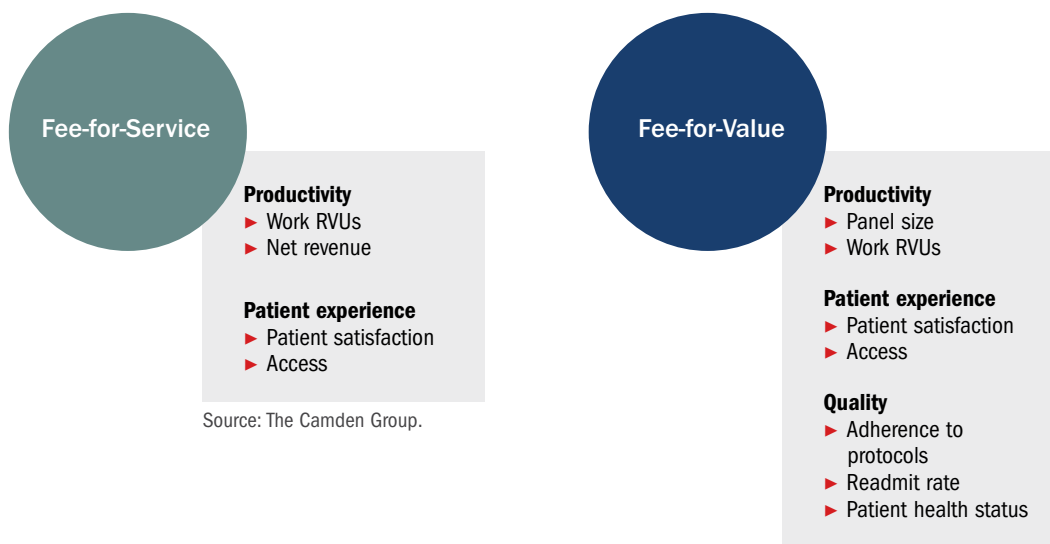 Fee-for-Service
Productivity
► Work RVUs
► Net revenue
Patient experience
► Patient satisfaction
► Access
Source: The Camden Group.
Fee-for-Value
Productivity
► Panel size
► Work RVUs
Patient experience
► Patient satisfaction
► Access
Quality
► Adherence to
protocols
► Readmit rate
► Patient health status